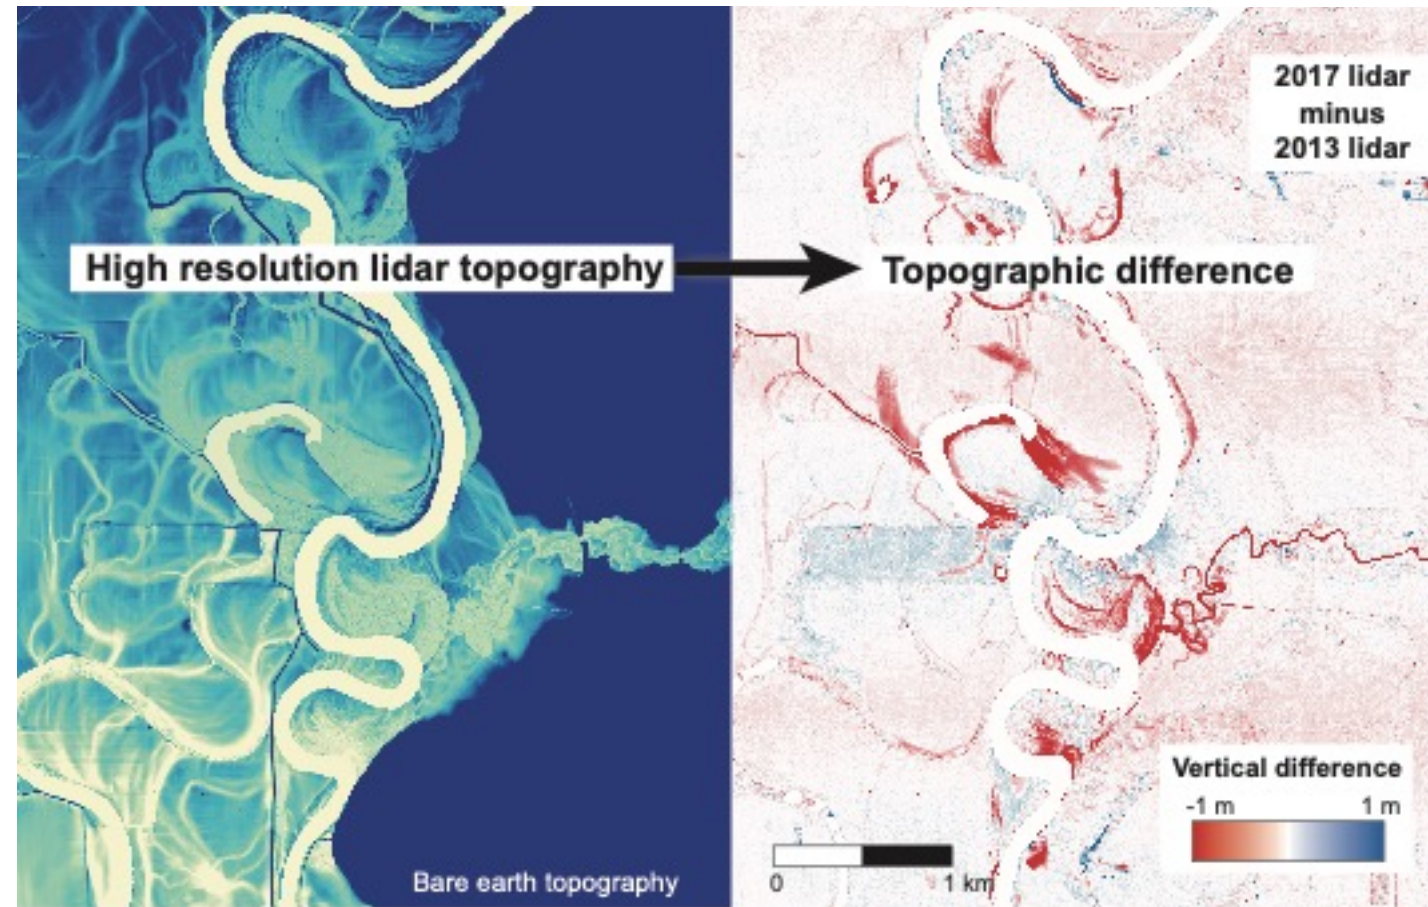 2017 lidar
minus
2013 lidar
High resolution lidar topography
Topographic difference
Vertical difference
-1 m 1 m
0 1 km
Bare earth topography